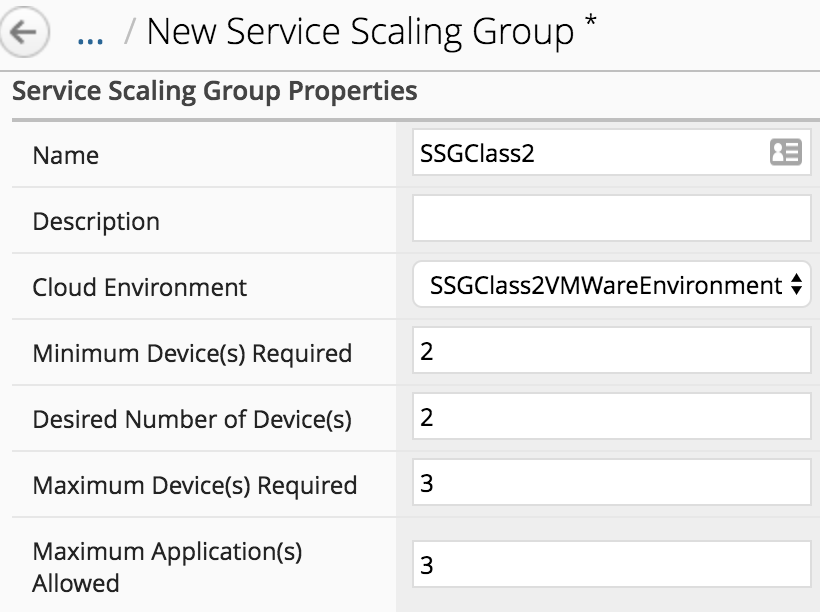 ... / New Service Scaling Group *
Service Scaling Group Properties
Name SSGClass2
Description
Cloud Environment SSGClass2VMWareEnvironment
Minimum Device(s) Required 2
Desired Number of Device(s) 2
Maximum Device(s) Required 3
Maximum Application(s)
Allowed 3